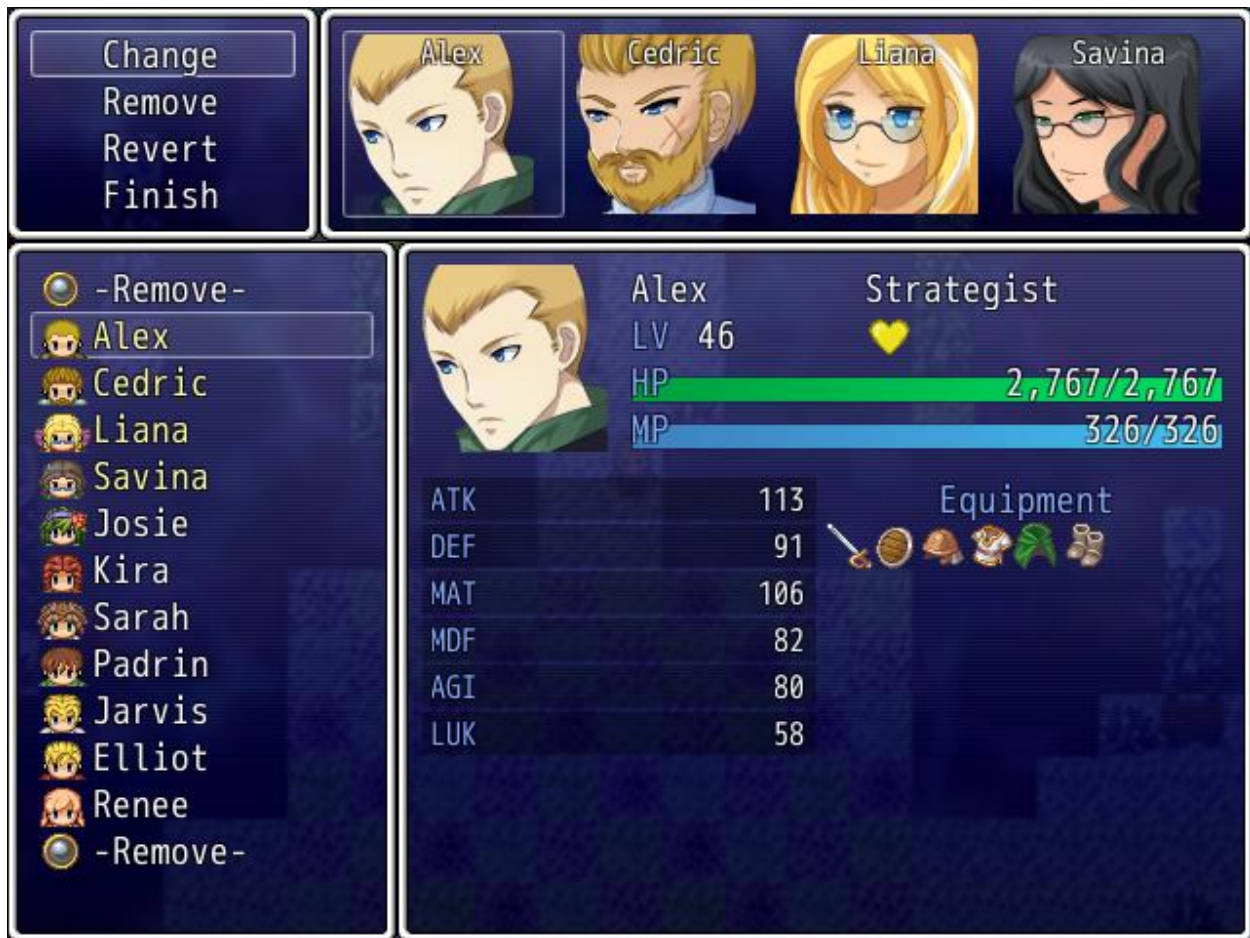 Change
Remove
Revert
Finish
Alex Cedric Liana Savina
-Remove-
Alex
Cedric
Liana
Savina
Josie
Kira
Sarah
Padrin
Jarvis
Elliot
Renee
-Remove-
Alex Strategist
LV 46
HP 2,767/2,767
MP 326/326
ATK 113
DEF 91
MAT 106
MDF 82
AGI 80
LUK 58
Equipment